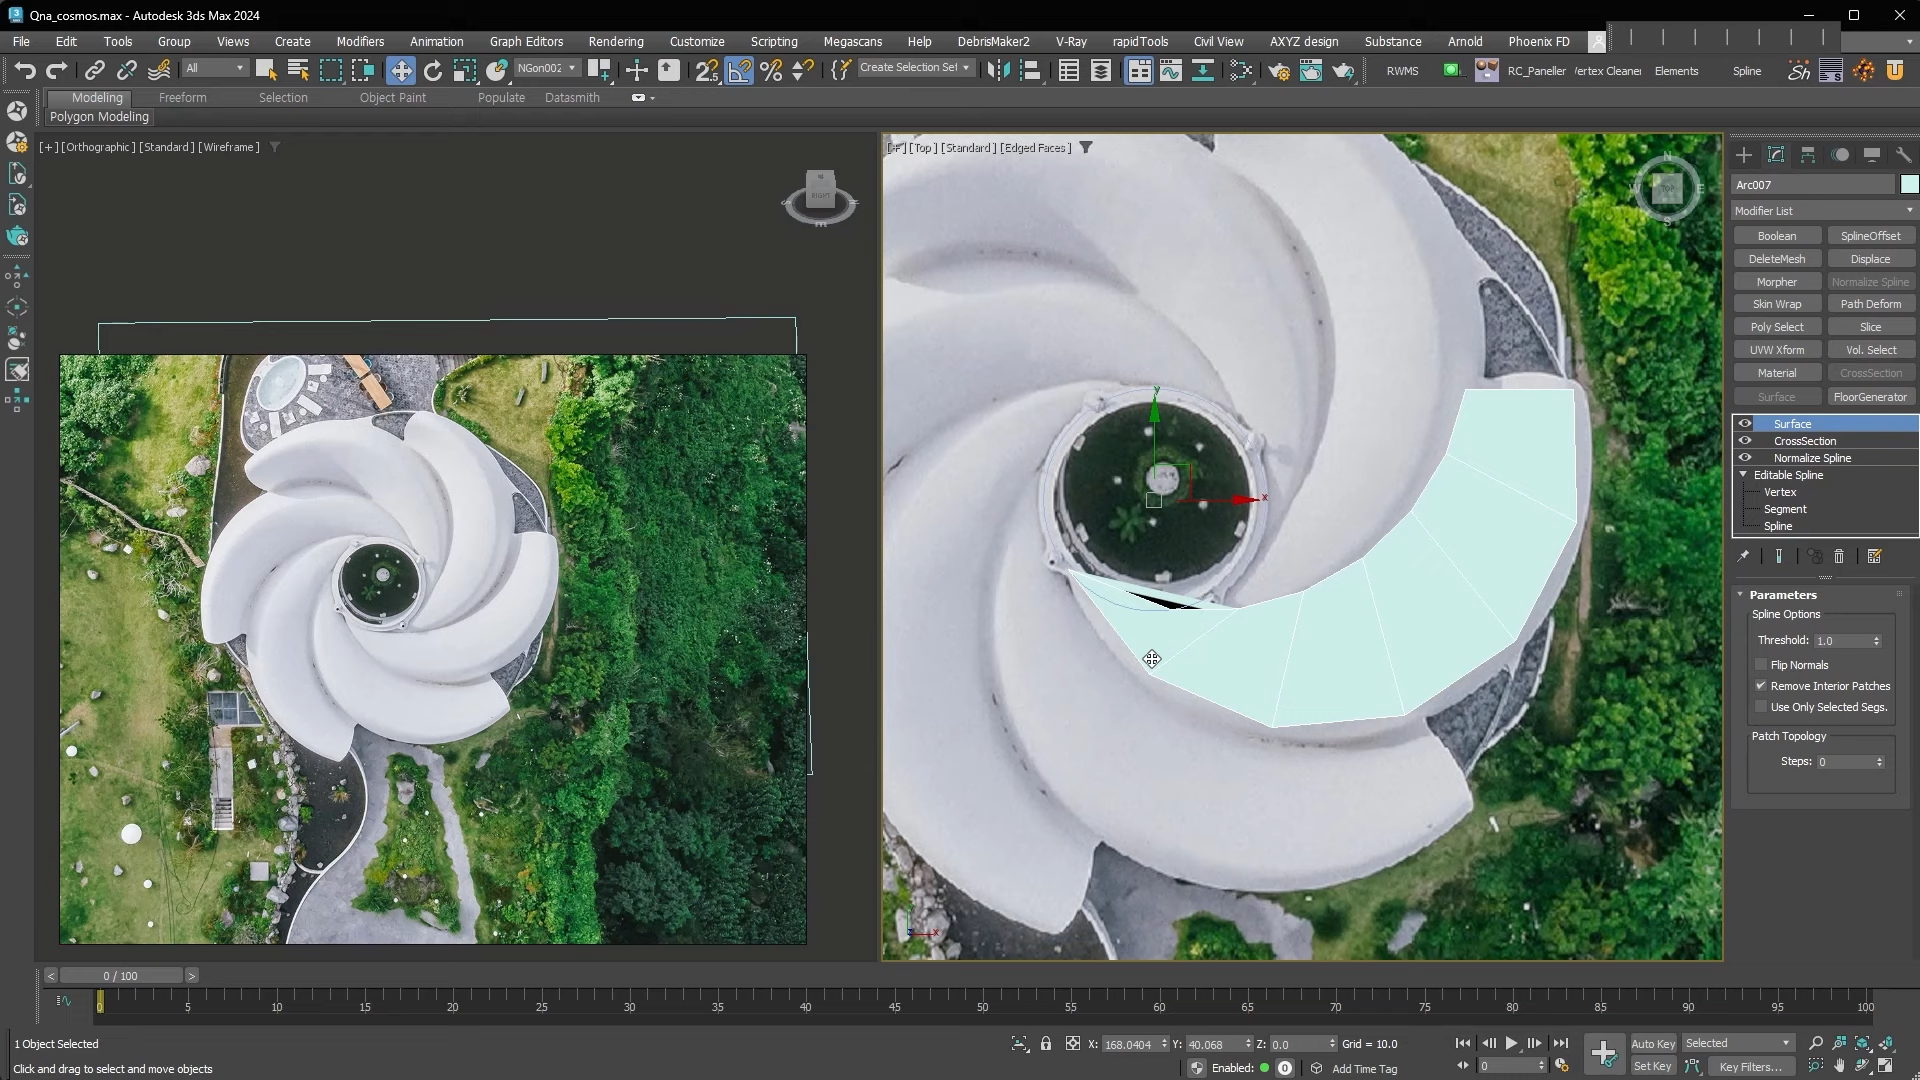 Qna_cosmos.max - Autodesk 3ds Max 2024
File Edit Tools Group Views Create Modifiers Animation Graph Editors Rendering Customize Scripting Megascans Help DebrisMaker2 V-Ray rapidTools Civil View AXYZ design Substance Arnold Phoenix FD
All NGon002 Create Selection Set RWMS RC_Paneller Vertex Cleaner Elements Spline
Modeling Freeform Selection Object Paint Populate Datasmith
Polygon Modeling
[+] [Orthographic] [Standard] [Wireframe]
RIGHT
[+] [Top] [Standard] [Edged Faces]
N
W TOP E
S
y
x
x
Arc007
Modifier List
Boolean SplineOffset
DeleteMesh Displace
Morpher Normalize Spline
Skin Wrap Path Deform
Poly Select Slice
UVW Xform Vol. Select
Material CrossSection
Surface FloorGenerator
Surface
CrossSection
Normalize Spline
Editable Spline
Vertex
Segment
Spline
Parameters
Spline Options
Threshold: 1.0
Flip Normals
Remove Interior Patches
Use Only Selected Segs.
Patch Topology
Steps: 0
< 0 / 100 >
0 5 10 15 20 25 30 35 40 45 50 55 60 65 70 75 80 85 90 95 100
1 Object Selected
X: 168.0404 Y: 40.068 Z: 0.0 Grid = 10.0
Auto Key Selected
Click and drag to select and move objects
Enabled: 0 Add Time Tag
0
Set Key Key Filters...